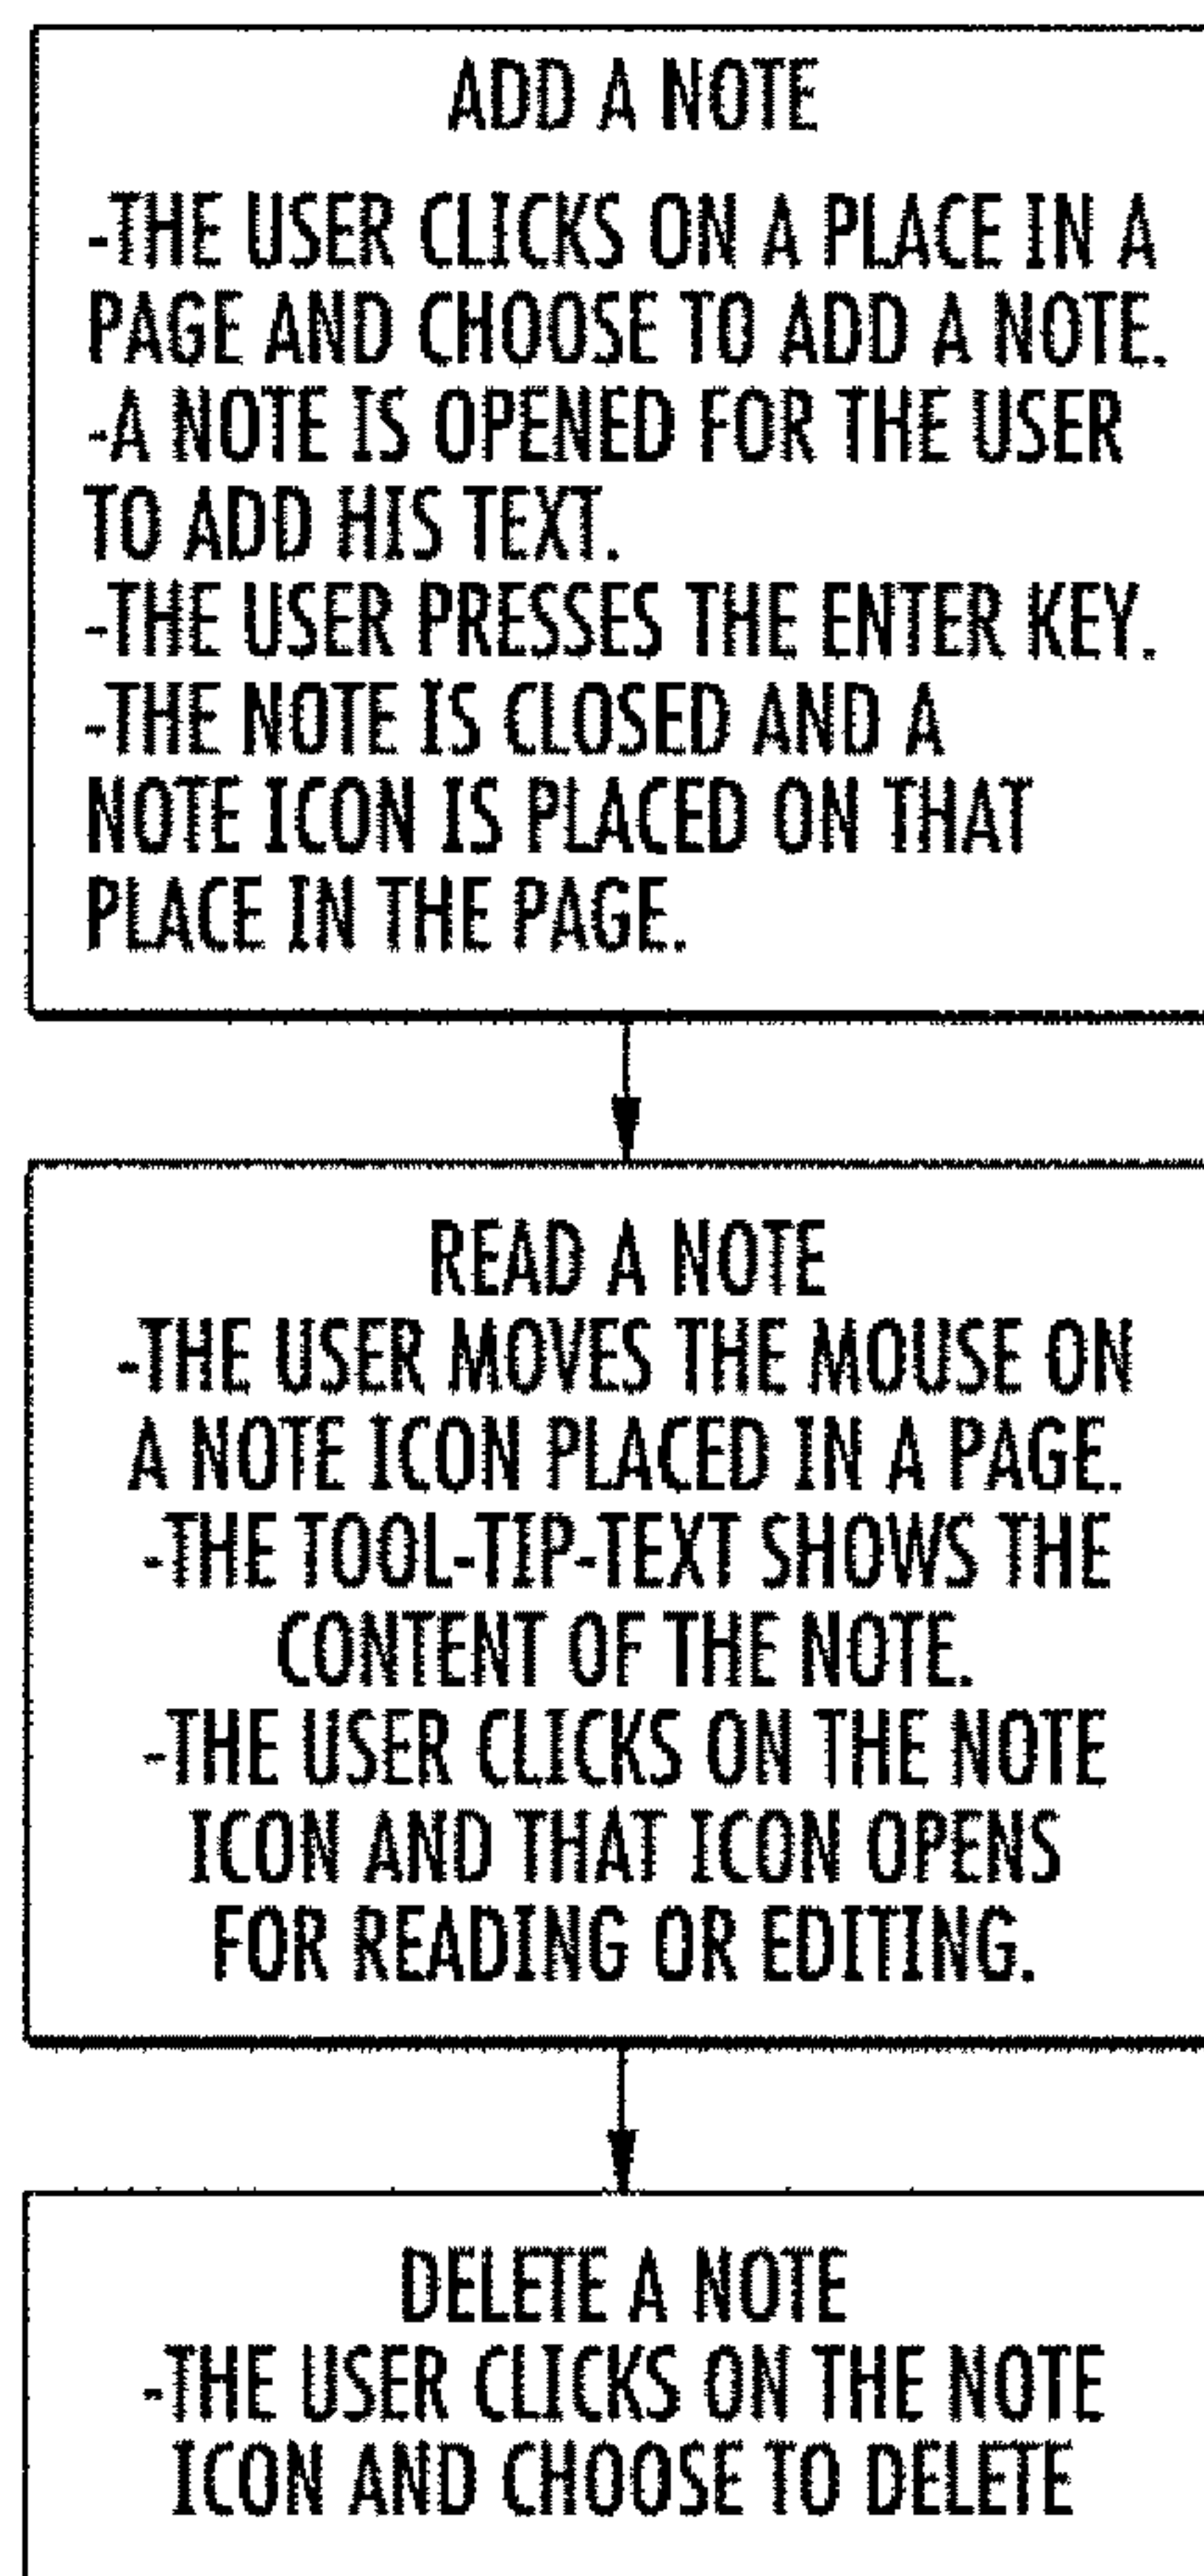 ADD A NOTE
-THE USER CLICKS ON A PLACE IN A
PAGE AND CHOOSE TO ADD A NOTE.
-A NOTE IS OPENED FOR THE USER
TO ADD HIS TEXT.
-THE USER PRESSES THE ENTER KEY.
-THE NOTE IS CLOSED AND A
NOTE ICON IS PLACED ON THAT
PLACE IN THE PAGE.
READ A NOTE
-THE USER MOVES THE MOUSE ON
A NOTE ICON PLACED IN A PAGE.
-THE TOOL-TIP-TEXT SHOWS THE
CONTENT OF THE NOTE.
-THE USER CLICKS ON THE NOTE
ICON AND THAT ICON OPENS
FOR READING OR EDITING.
DELETE A NOTE
-THE USER CLICKS ON THE NOTE
ICON AND CHOOSE TO DELETE